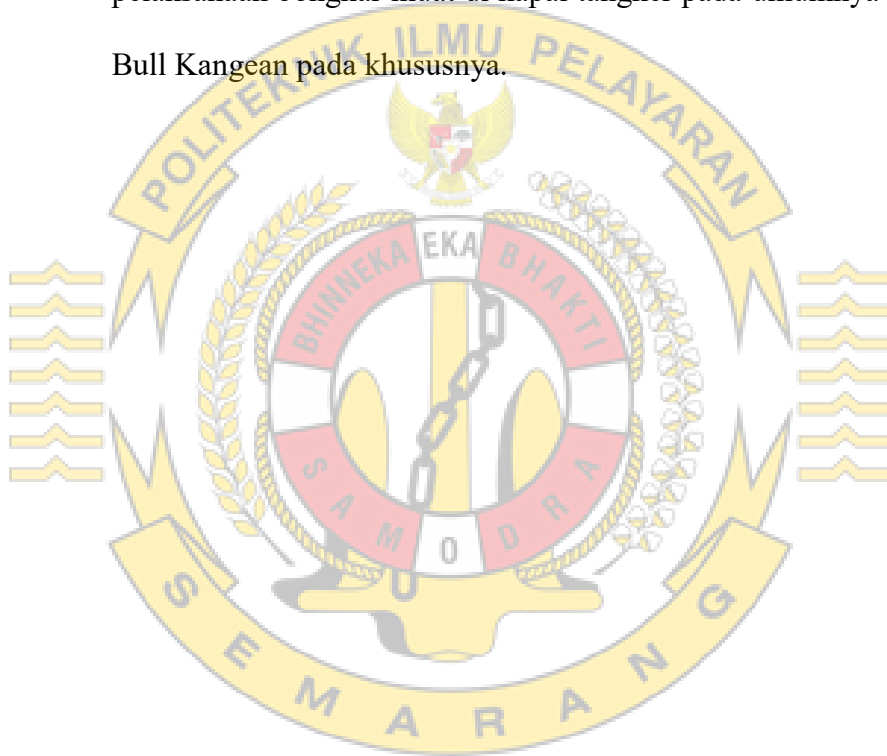 Bull Kangean pada khususnya.
POLITEKNIK ILMU PELAYARAN
BHINNEKA EKA BHAKTI
SAMODRA
SEMARANG